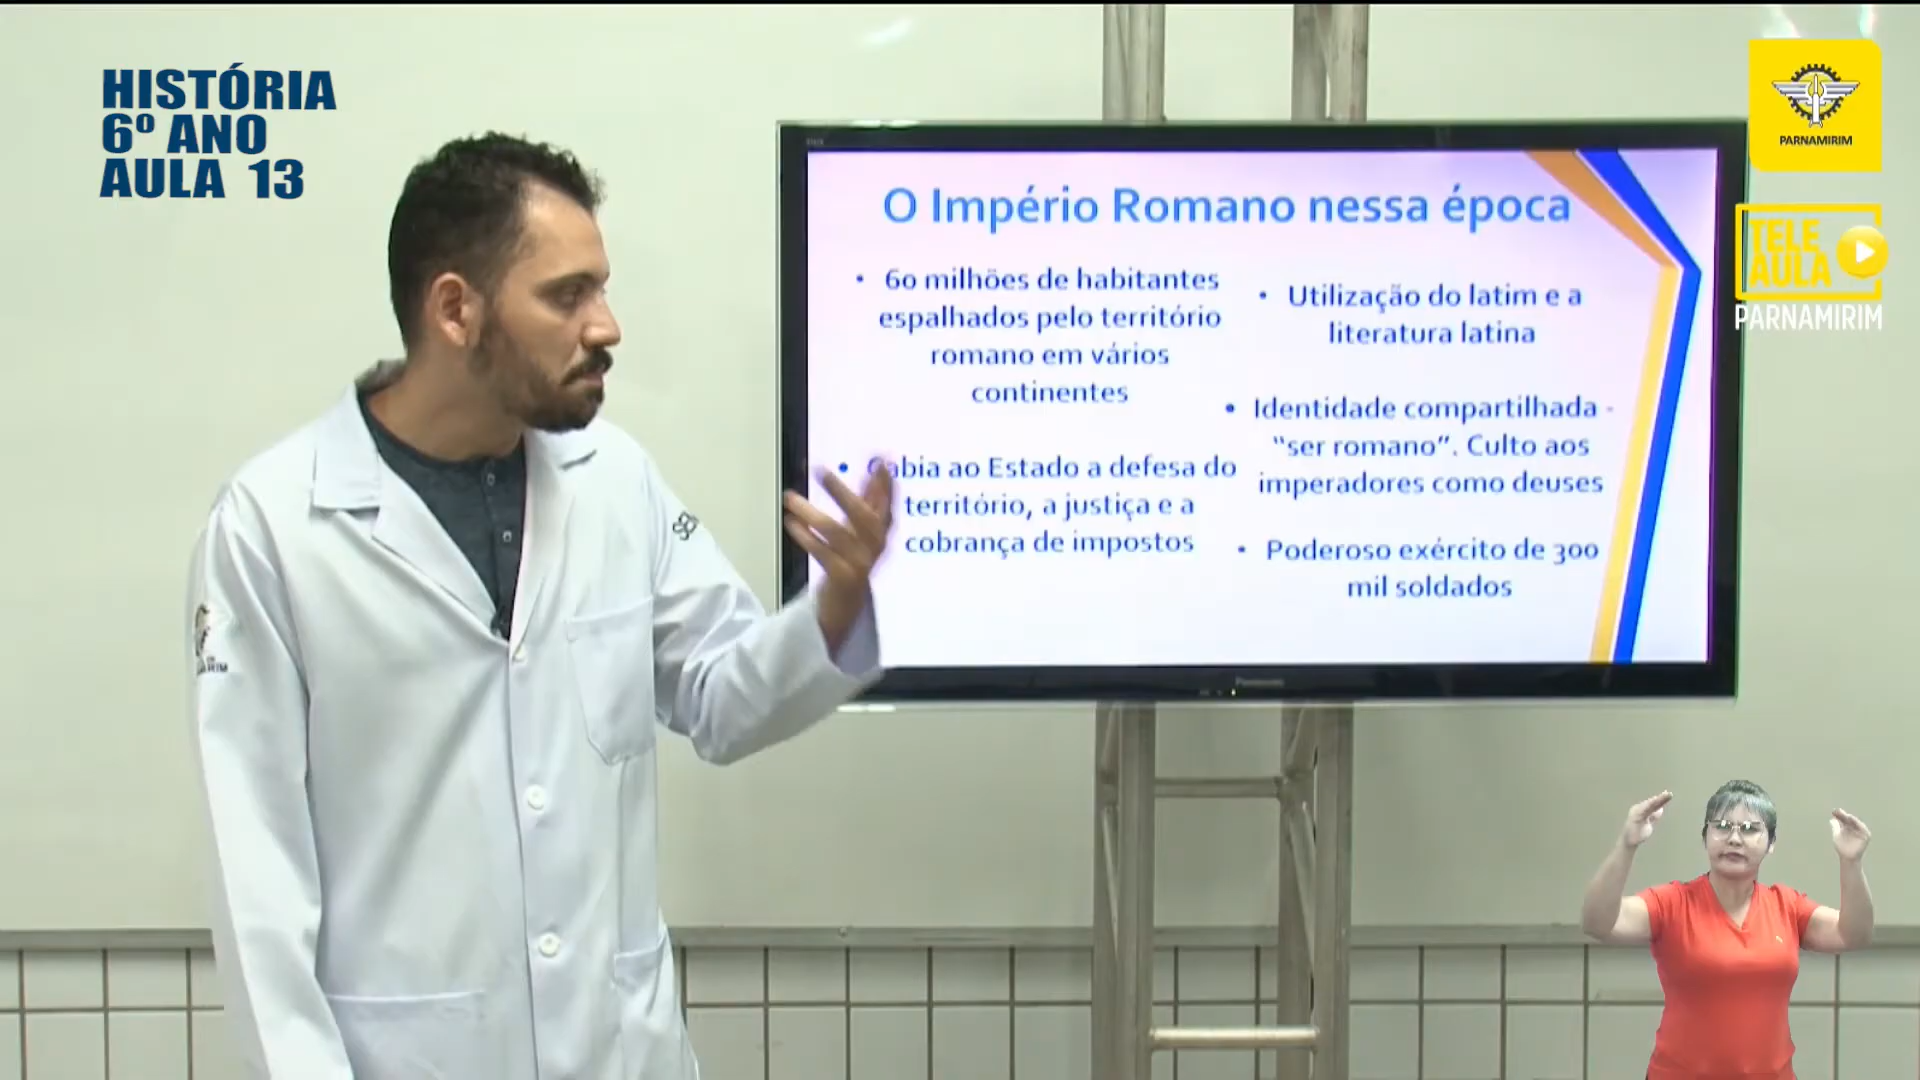 HISTÓRIA
6º ANO
AULA 13
PARNAMIRIM
TELE
AULA
PARNAMIRIM
O Império Romano nessa época
• 60 milhões de habitantes
espalhados pelo território
romano em vários
continentes
• Cabia ao Estado a defesa do
território, a justiça e a
cobrança de impostos
• Utilização do latim e a
literatura latina
• Identidade compartilhada -
“ser romano”. Culto aos
imperadores como deuses
• Poderoso exército de 300
mil soldados
Panasonic